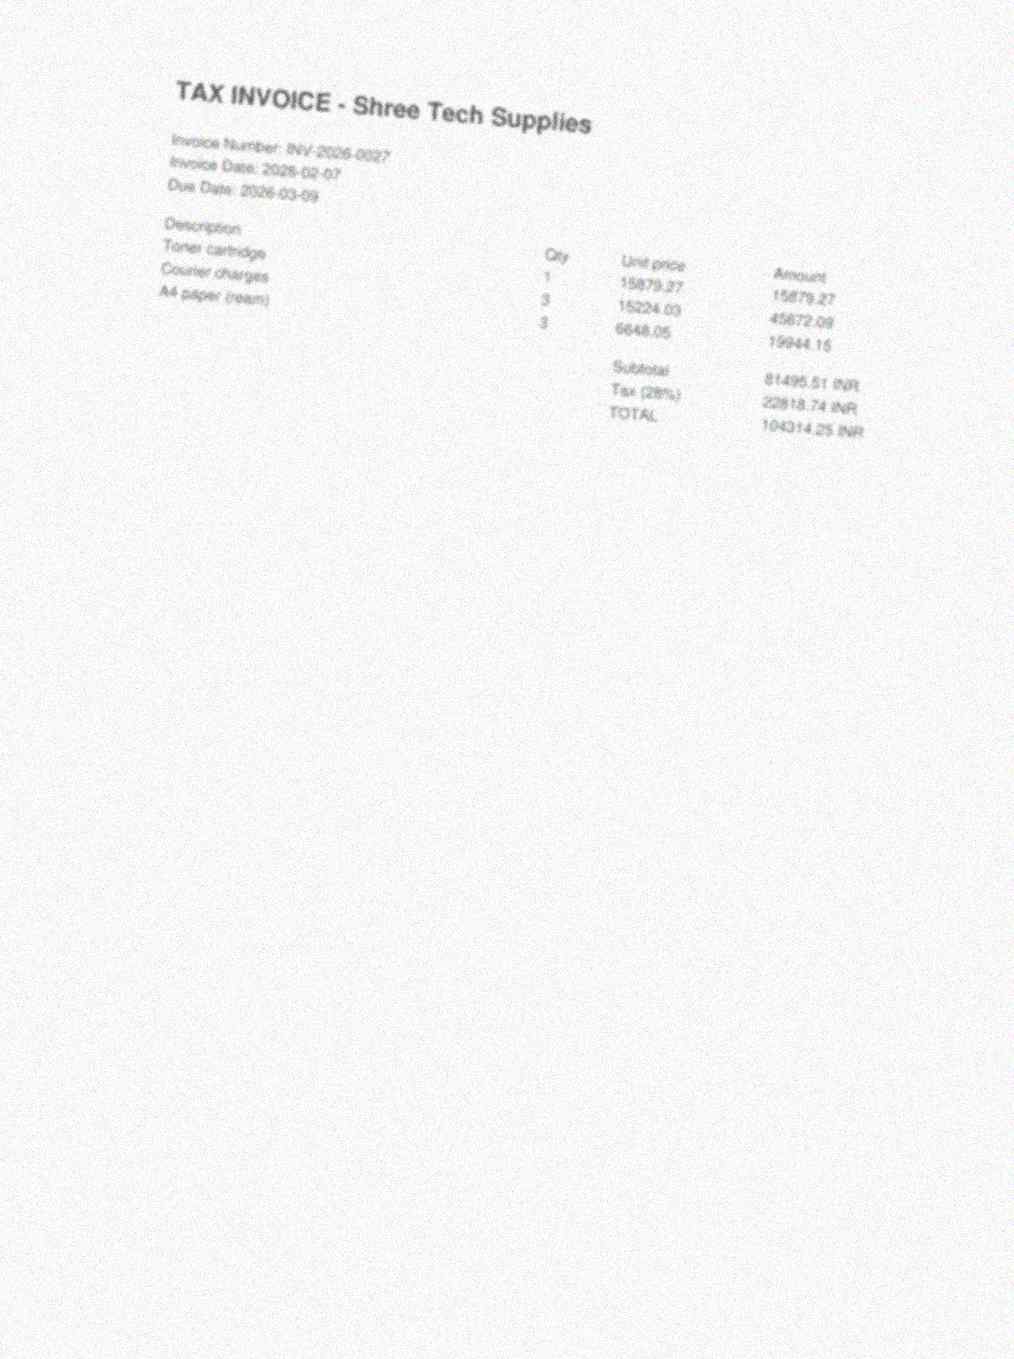 TAX INVOICE - Shree Tech Supplies
Invoice Number: INV-2026-0027
Invoice Date: 2026-02-07
Due Date: 2026-03-09
Description Qty Unit price Amount
Toner cartridge 1 15879.27 15879.27
Courier charges 3 15224.03 45672.09
A4 paper (ream) 3 6648.05 19944.15
Subtotal 81495.51 INR
Tax (28%) 22818.74 INR
TOTAL 104314.25 INR